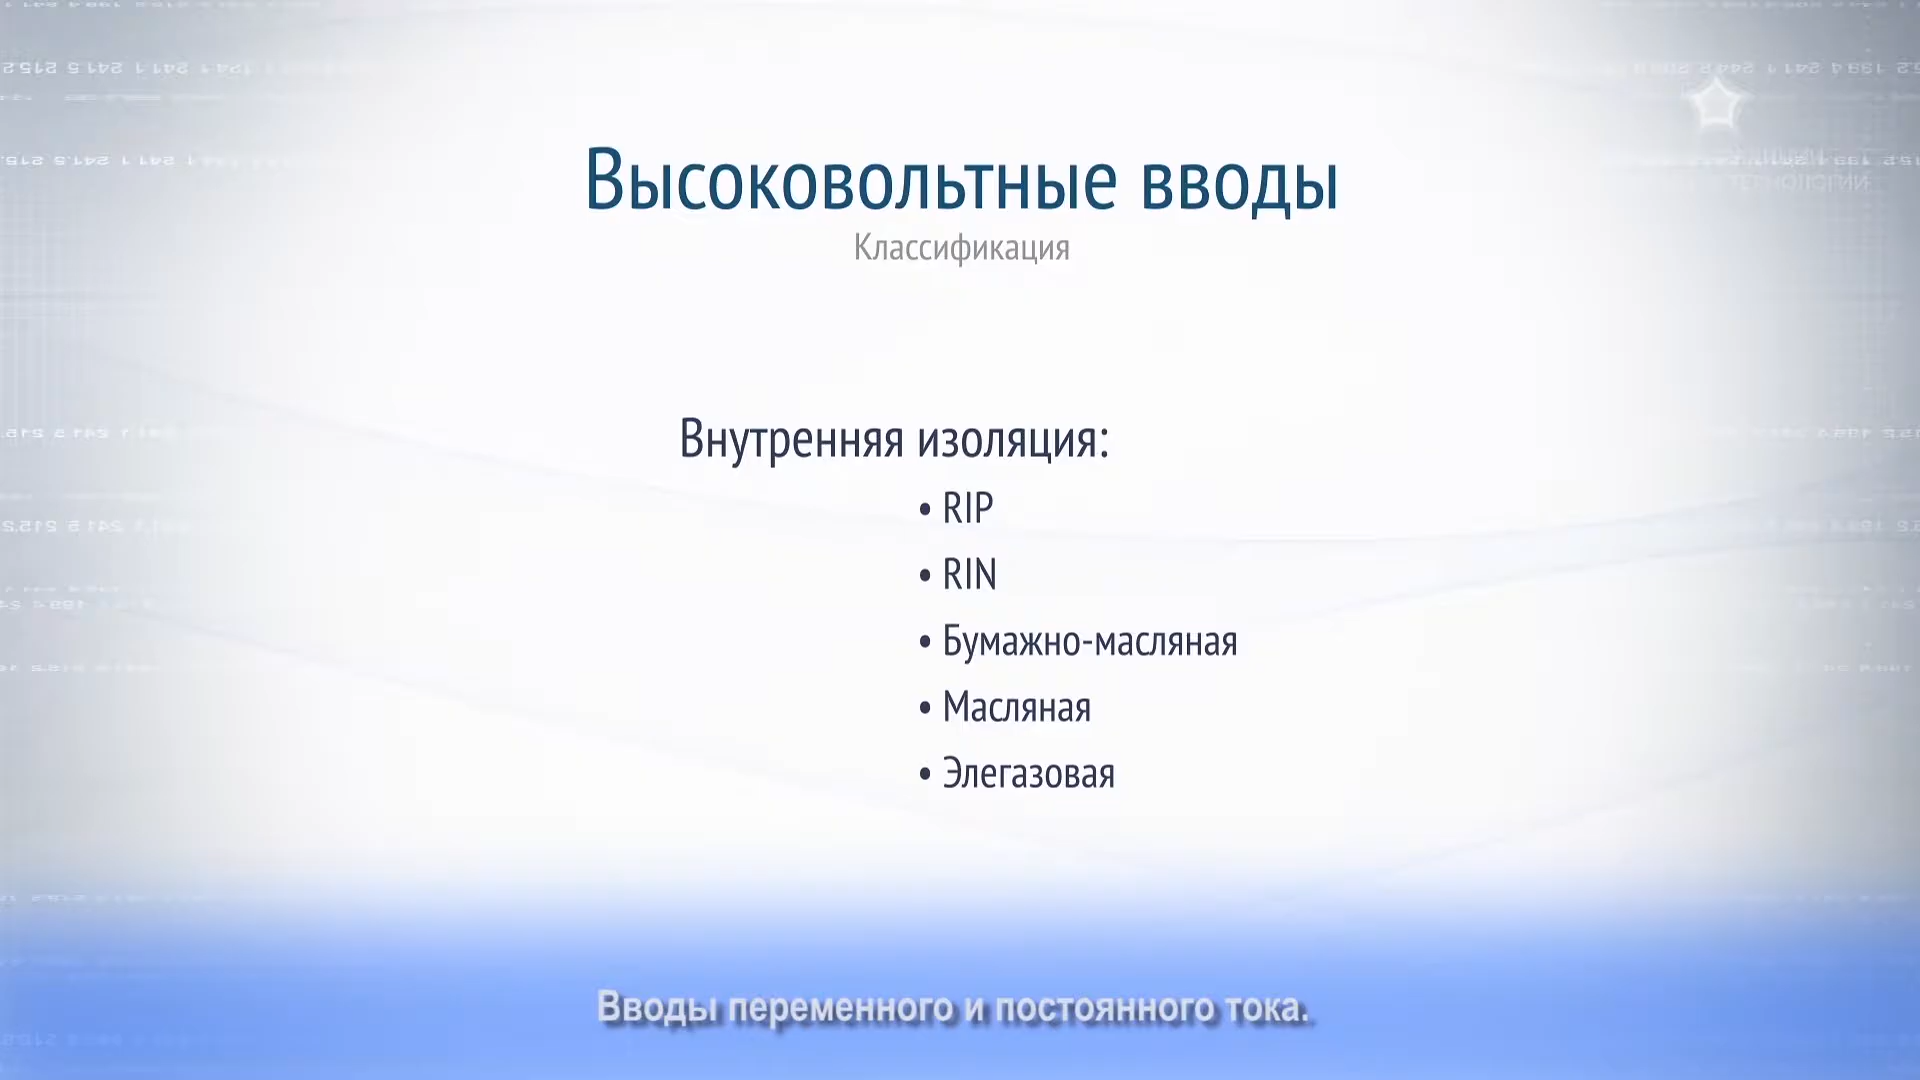 Высоковольтные вводы
Классификация
Внутренняя изоляция:
• RIP
• RIN
• Бумажно-масляная
• Масляная
• Элегазовая
Вводы переменного и постоянного тока.